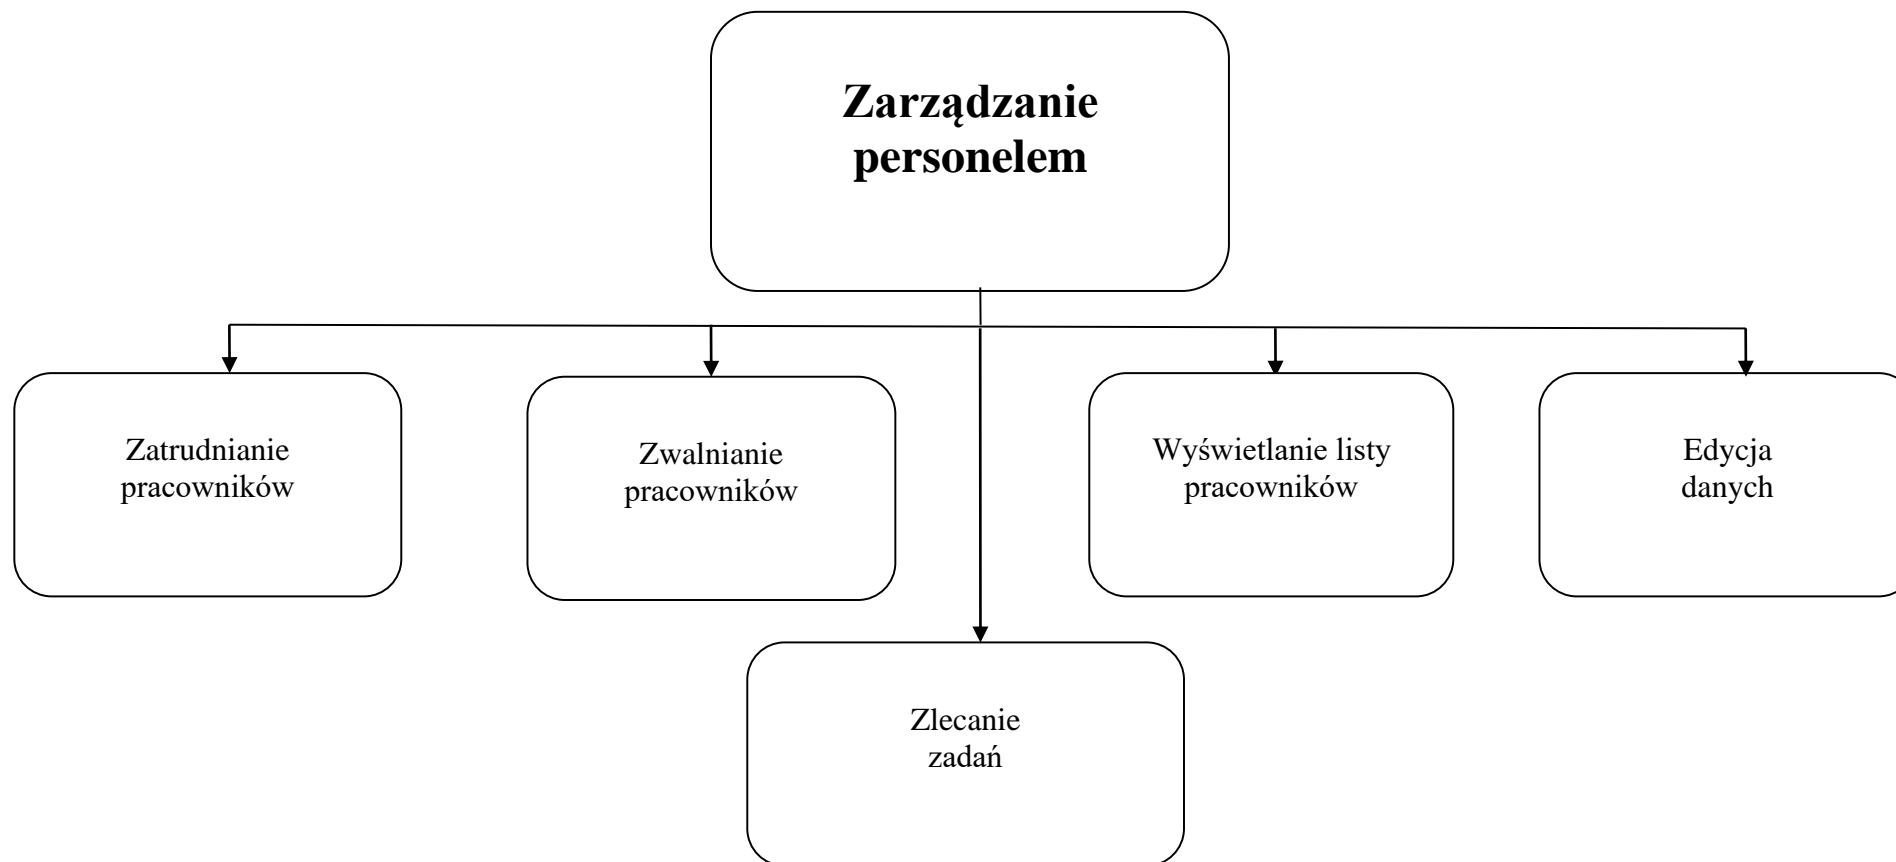 Zarządzanie
personelem
Zatrudnianie
pracowników
Zwalnianie
pracowników
Wyświetlanie listy
pracowników
Edycja
danych
Zlecanie
zadań